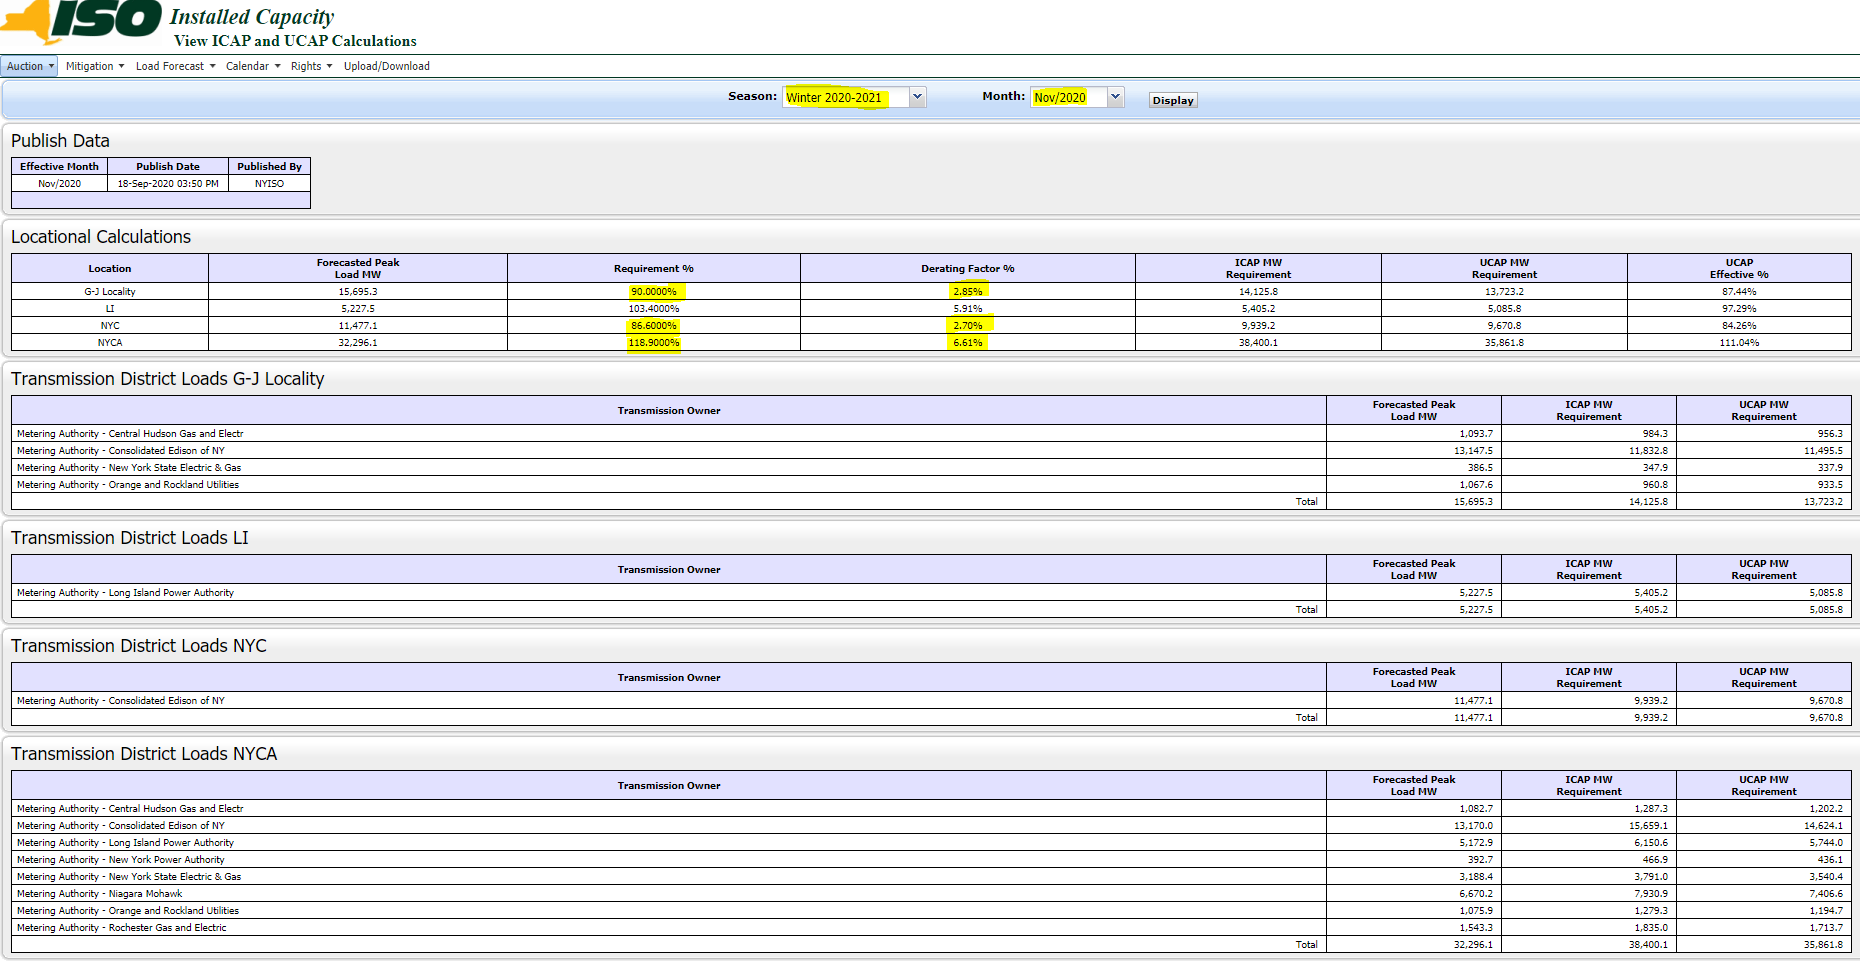 ISO Installed Capacity
View ICAP and UCAP Calculations
Auction Mitigation Load Forecast Calendar Rights Upload/Download
Season: Winter 2020-2021 Month: Nov/2020 Display
Publish Data
Effective Month Publish Date Published By
Nov/2020 18-Sep-2020 03:50 PM NYISO
Locational Calculations
Location Forecasted Peak Load MW Requirement % Derating Factor % ICAP MW Requirement UCAP MW Requirement UCAP Effective %
G-J Locality 15,695.3 90.0000% 2.85% 14,125.8 13,723.2 87.44%
LI 5,227.5 103.4000% 5.91% 5,405.2 5,085.8 97.29%
NYC 11,477.1 86.6000% 2.70% 9,939.2 9,670.8 84.26%
NYCA 32,296.1 118.9000% 6.61% 38,400.1 35,861.8 111.04%
Transmission District Loads G-J Locality
Transmission Owner Forecasted Peak Load MW ICAP MW Requirement UCAP MW Requirement
Metering Authority - Central Hudson Gas and Electr 1,093.7 984.3 956.3
Metering Authority - Consolidated Edison of NY 13,147.5 11,832.8 11,495.5
Metering Authority - New York State Electric & Gas 386.5 347.9 337.9
Metering Authority - Orange and Rockland Utilities 1,067.6 960.8 933.5
Total 15,695.3 14,125.8 13,723.2
Transmission District Loads LI
Transmission Owner Forecasted Peak Load MW ICAP MW Requirement UCAP MW Requirement
Metering Authority - Long Island Power Authority 5,227.5 5,405.2 5,085.8
Total 5,227.5 5,405.2 5,085.8
Transmission District Loads NYC
Transmission Owner Forecasted Peak Load MW ICAP MW Requirement UCAP MW Requirement
Metering Authority - Consolidated Edison of NY 11,477.1 9,939.2 9,670.8
Total 11,477.1 9,939.2 9,670.8
Transmission District Loads NYCA
Transmission Owner Forecasted Peak Load MW ICAP MW Requirement UCAP MW Requirement
Metering Authority - Central Hudson Gas and Electr 1,082.7 1,287.3 1,202.2
Metering Authority - Consolidated Edison of NY 13,170.0 15,659.1 14,624.1
Metering Authority - Long Island Power Authority 5,172.9 6,150.6 5,744.0
Metering Authority - New York Power Authority 392.7 466.9 436.1
Metering Authority - New York State Electric & Gas 3,188.4 3,791.0 3,540.4
Metering Authority - Niagara Mohawk 6,670.2 7,930.9 7,406.6
Metering Authority - Orange and Rockland Utilities 1,075.9 1,279.3 1,194.7
Metering Authority - Rochester Gas and Electric 1,543.3 1,835.0 1,713.7
Total 32,296.1 38,400.1 35,861.8